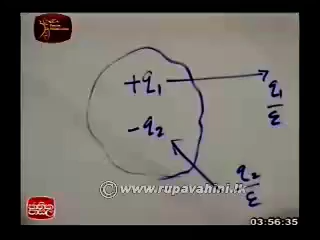 +q₁
q₁/ε
-q₂
q₂/ε
© www.rupavahini.lk
03:56:35